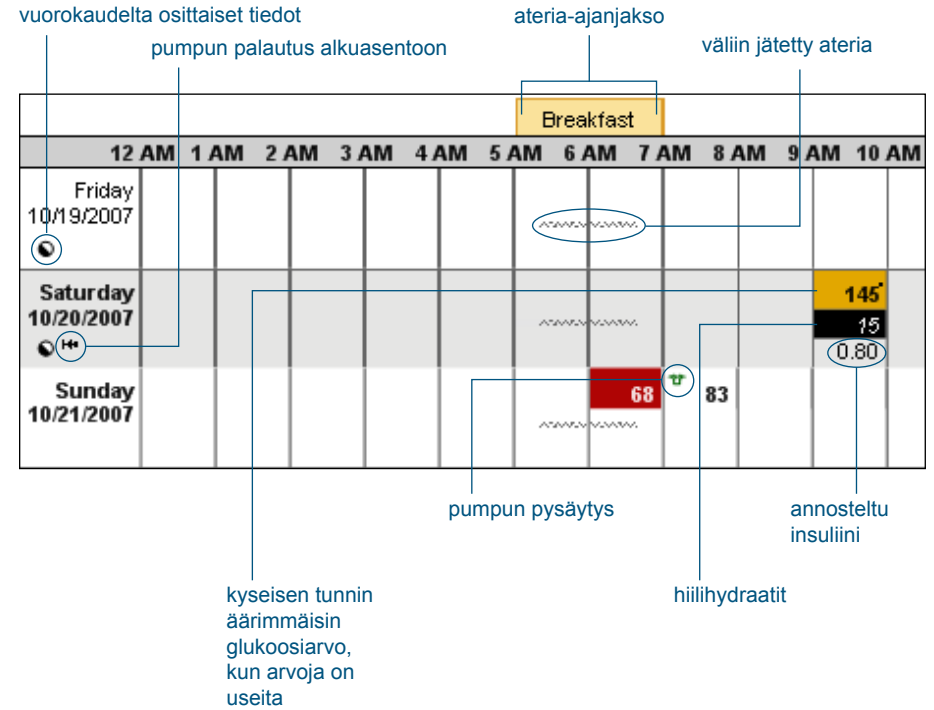 vuorokaudelta osittaiset tiedot
ateria-ajanjakso
pumpun palautus alkuasentoon
väliin jätetty ateria
Breakfast
12 AM 1 AM 2 AM 3 AM 4 AM 5 AM 6 AM 7 AM 8 AM 9 AM 10 AM
Friday
10/19/2007
Saturday
10/20/2007
145
15
0.80
Sunday
10/21/2007
68
83
pumpun pysäytys
annosteltu
insuliini
kyseisen tunnin
äärimmäisin
glukoosiarvo,
kun arvoja on
useita
hiilihydraatit